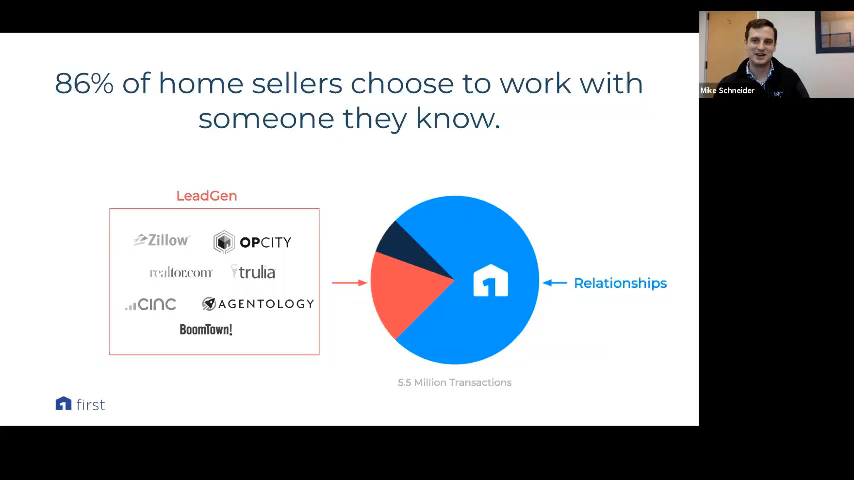 86% of home sellers choose to work with
someone they know.
LeadGen
Zillow
OPCITY
realtor.com
trulia
CINC
AGENTOLOGY
BoomTown!
Relationships
5.5 Million Transactions
first
Mike Schneider